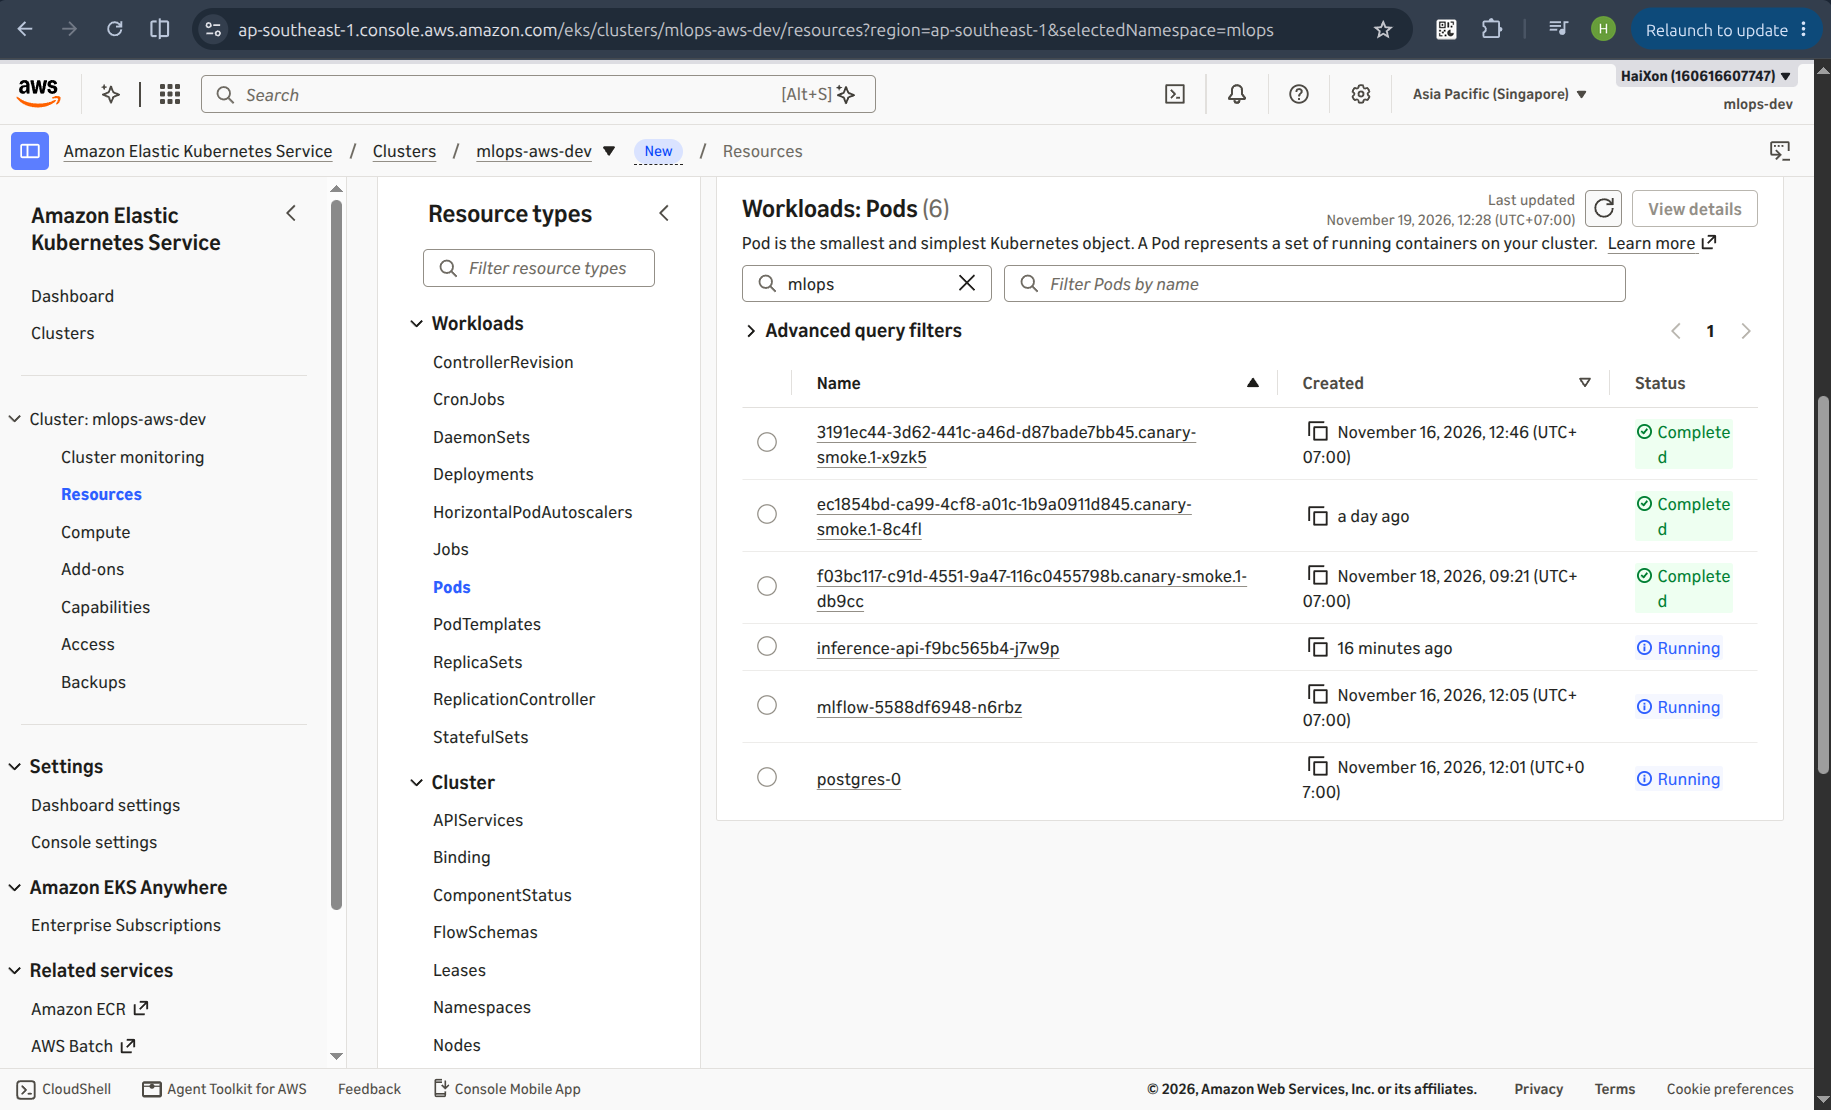 ap-southeast-1.console.aws.amazon.com/eks/clusters/mlops-aws-dev/resources?region=ap-southeast-1&selectedNamespace=mlops
H
Relaunch to update
aws
Search
[Alt+S]
Asia Pacific (Singapore)
HaiXon (160616607747)
mlops-dev
Amazon Elastic Kubernetes Service / Clusters / mlops-aws-dev New / Resources
Amazon Elastic
Kubernetes Service
Dashboard
Clusters
Cluster: mlops-aws-dev
Cluster monitoring
Resources
Compute
Add-ons
Capabilities
Access
Backups
Settings
Dashboard settings
Console settings
Amazon EKS Anywhere
Enterprise Subscriptions
Related services
Amazon ECR
AWS Batch
Resource types
Filter resource types
Workloads
ControllerRevision
CronJobs
DaemonSets
Deployments
HorizontalPodAutoscalers
Jobs
Pods
PodTemplates
ReplicaSets
ReplicationController
StatefulSets
Cluster
APIServices
Binding
ComponentStatus
FlowSchemas
Leases
Namespaces
Nodes
Workloads: Pods (6)
Last updated
November 19, 2026, 12:28 (UTC+07:00)
View details
Pod is the smallest and simplest Kubernetes object. A Pod represents a set of running containers on your cluster. Learn more
mlops
Filter Pods by name
Advanced query filters
1
Name Created Status
3191ec44-3d62-441c-a46d-d87bade7bb45.canary-
smoke.1-x9zk5
November 16, 2026, 12:46 (UTC+
07:00)
Complete
d
ec1854bd-ca99-4cf8-a01c-1b9a0911d845.canary-
smoke.1-8c4fl
a day ago
Complete
d
f03bc117-c91d-4551-9a47-116c0455798b.canary-smoke.1-
db9cc
November 18, 2026, 09:21 (UTC+
07:00)
Complete
d
inference-api-f9bc565b4-j7w9p
16 minutes ago
Running
mlflow-5588df6948-n6rbz
November 16, 2026, 12:05 (UTC+
07:00)
Running
postgres-0
November 16, 2026, 12:01 (UTC+0
7:00)
Running
CloudShell
Agent Toolkit for AWS
Feedback
Console Mobile App
© 2026, Amazon Web Services, Inc. or its affiliates.
Privacy
Terms
Cookie preferences